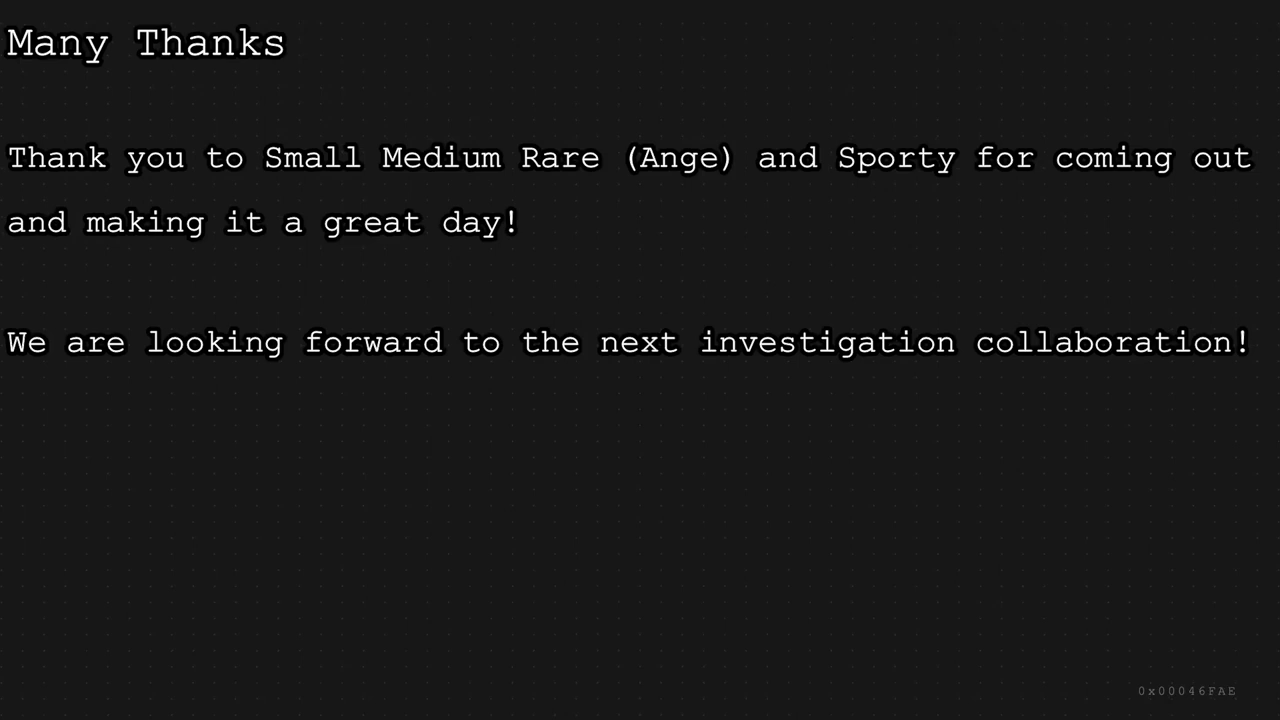 Many Thanks
Thank you to Small Medium Rare (Ange) and Sporty for coming out
and making it a great day!
We are looking forward to the next investigation collaboration!
0x00046FAE